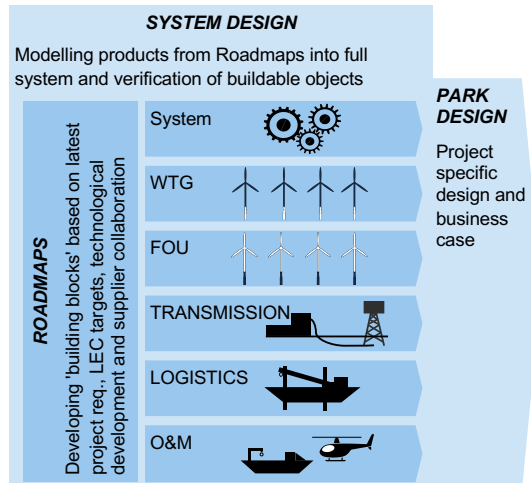 SYSTEM DESIGN
Modelling products from Roadmaps into full
system and verification of buildable objects
ROADMAPS
Developing 'building blocks' based on latest
project req., LEC targets, technological
development and supplier collaboration
System
WTG
FOU
TRANSMISSION
LOGISTICS
O&M
PARK
DESIGN
Project
specific
design and
business
case